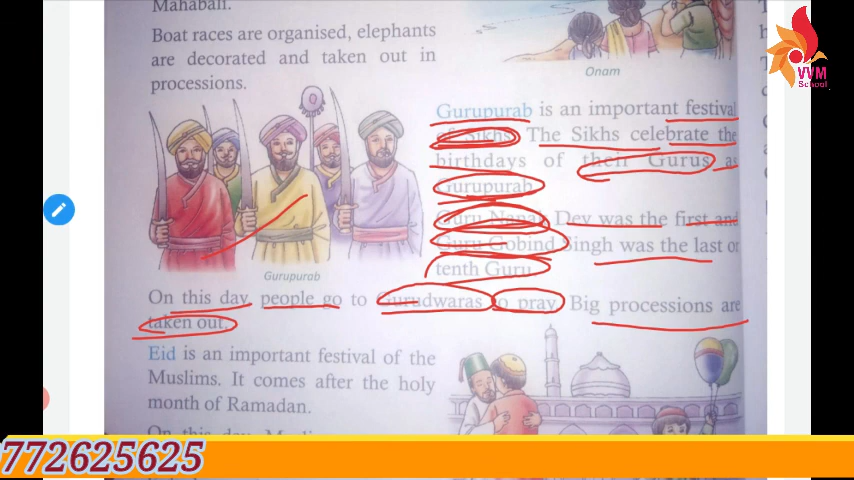 Mahabali.
Boat races are organised, elephants
are decorated and taken out in
processions.
Onam
VVM
School
Gurupurab is an important festival
of Sikhs. The Sikhs celebrate the
birthdays of their Gurus as
Gurupurab.
Guru Nanak Dev was the first and
Guru Gobind Singh was the last or
tenth Guru.
Gurupurab
On this day, people go to Gurudwaras to pray. Big processions are
taken out.
Eid is an important festival of the
Muslims. It comes after the holy
month of Ramadan.
On this day
772625625